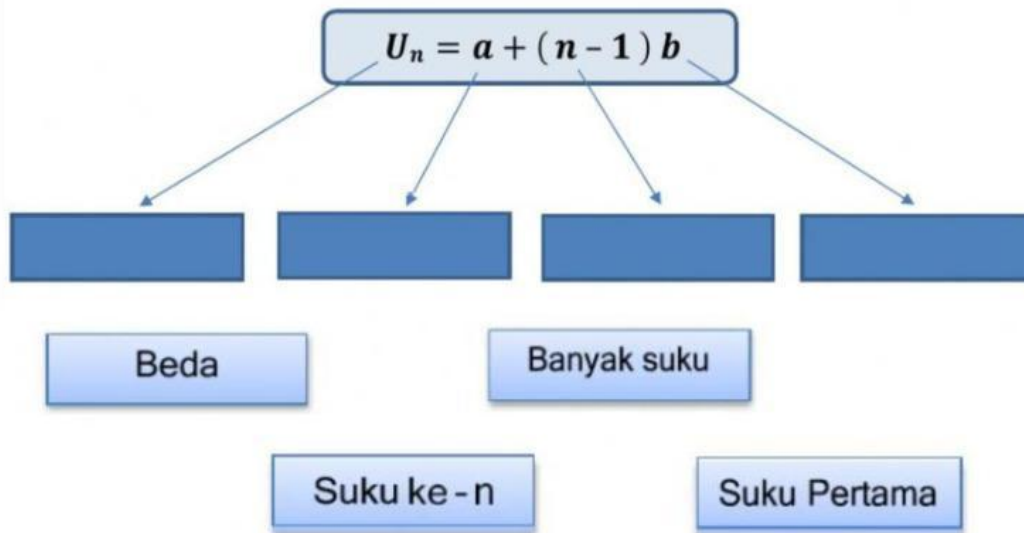 Uₙ = a + ( n - 1 ) b
Beda
Banyak suku
Suku ke - n
Suku Pertama